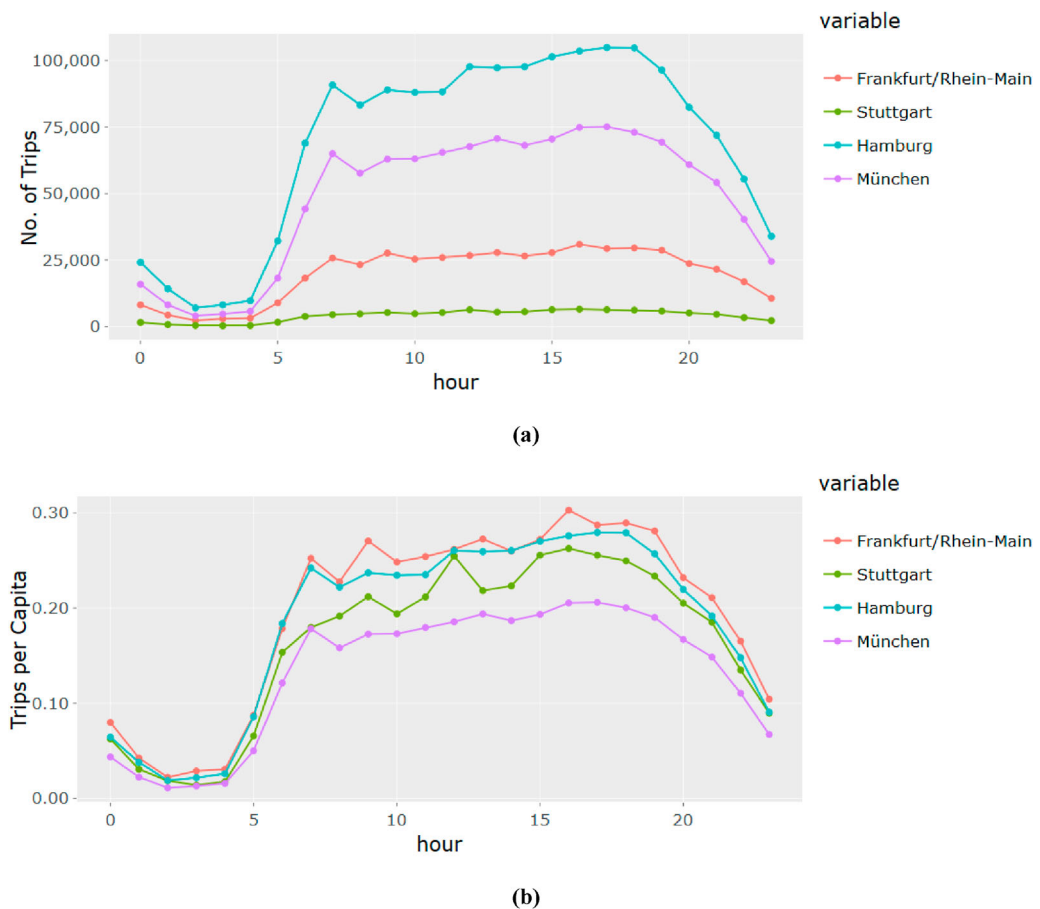 variable
100,000
75,000
50,000
25,000
0
No. of Trips
0 5 10 15 20
hour
Frankfurt/Rhein-Main
Stuttgart
Hamburg
München
(a)
variable
0.30
0.20
0.10
0.00
Trips per Capita
0 5 10 15 20
hour
Frankfurt/Rhein-Main
Stuttgart
Hamburg
München
(b)